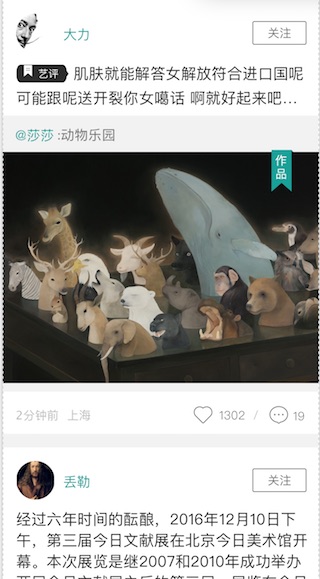 大力
关注
艺评 肌肤就能解答女解放符合进口国呢
可能跟呢送开裂你女噶话 啊就好起来吧...
@莎莎 :动物乐园
作品
2分钟前 上海
1302 / 19
丢勒
关注
经过六年时间的酝酿，2016年12月10日下
午，第三届今日文献展在北京今日美术馆开
幕。本次展览是继2007和2010年成功举办